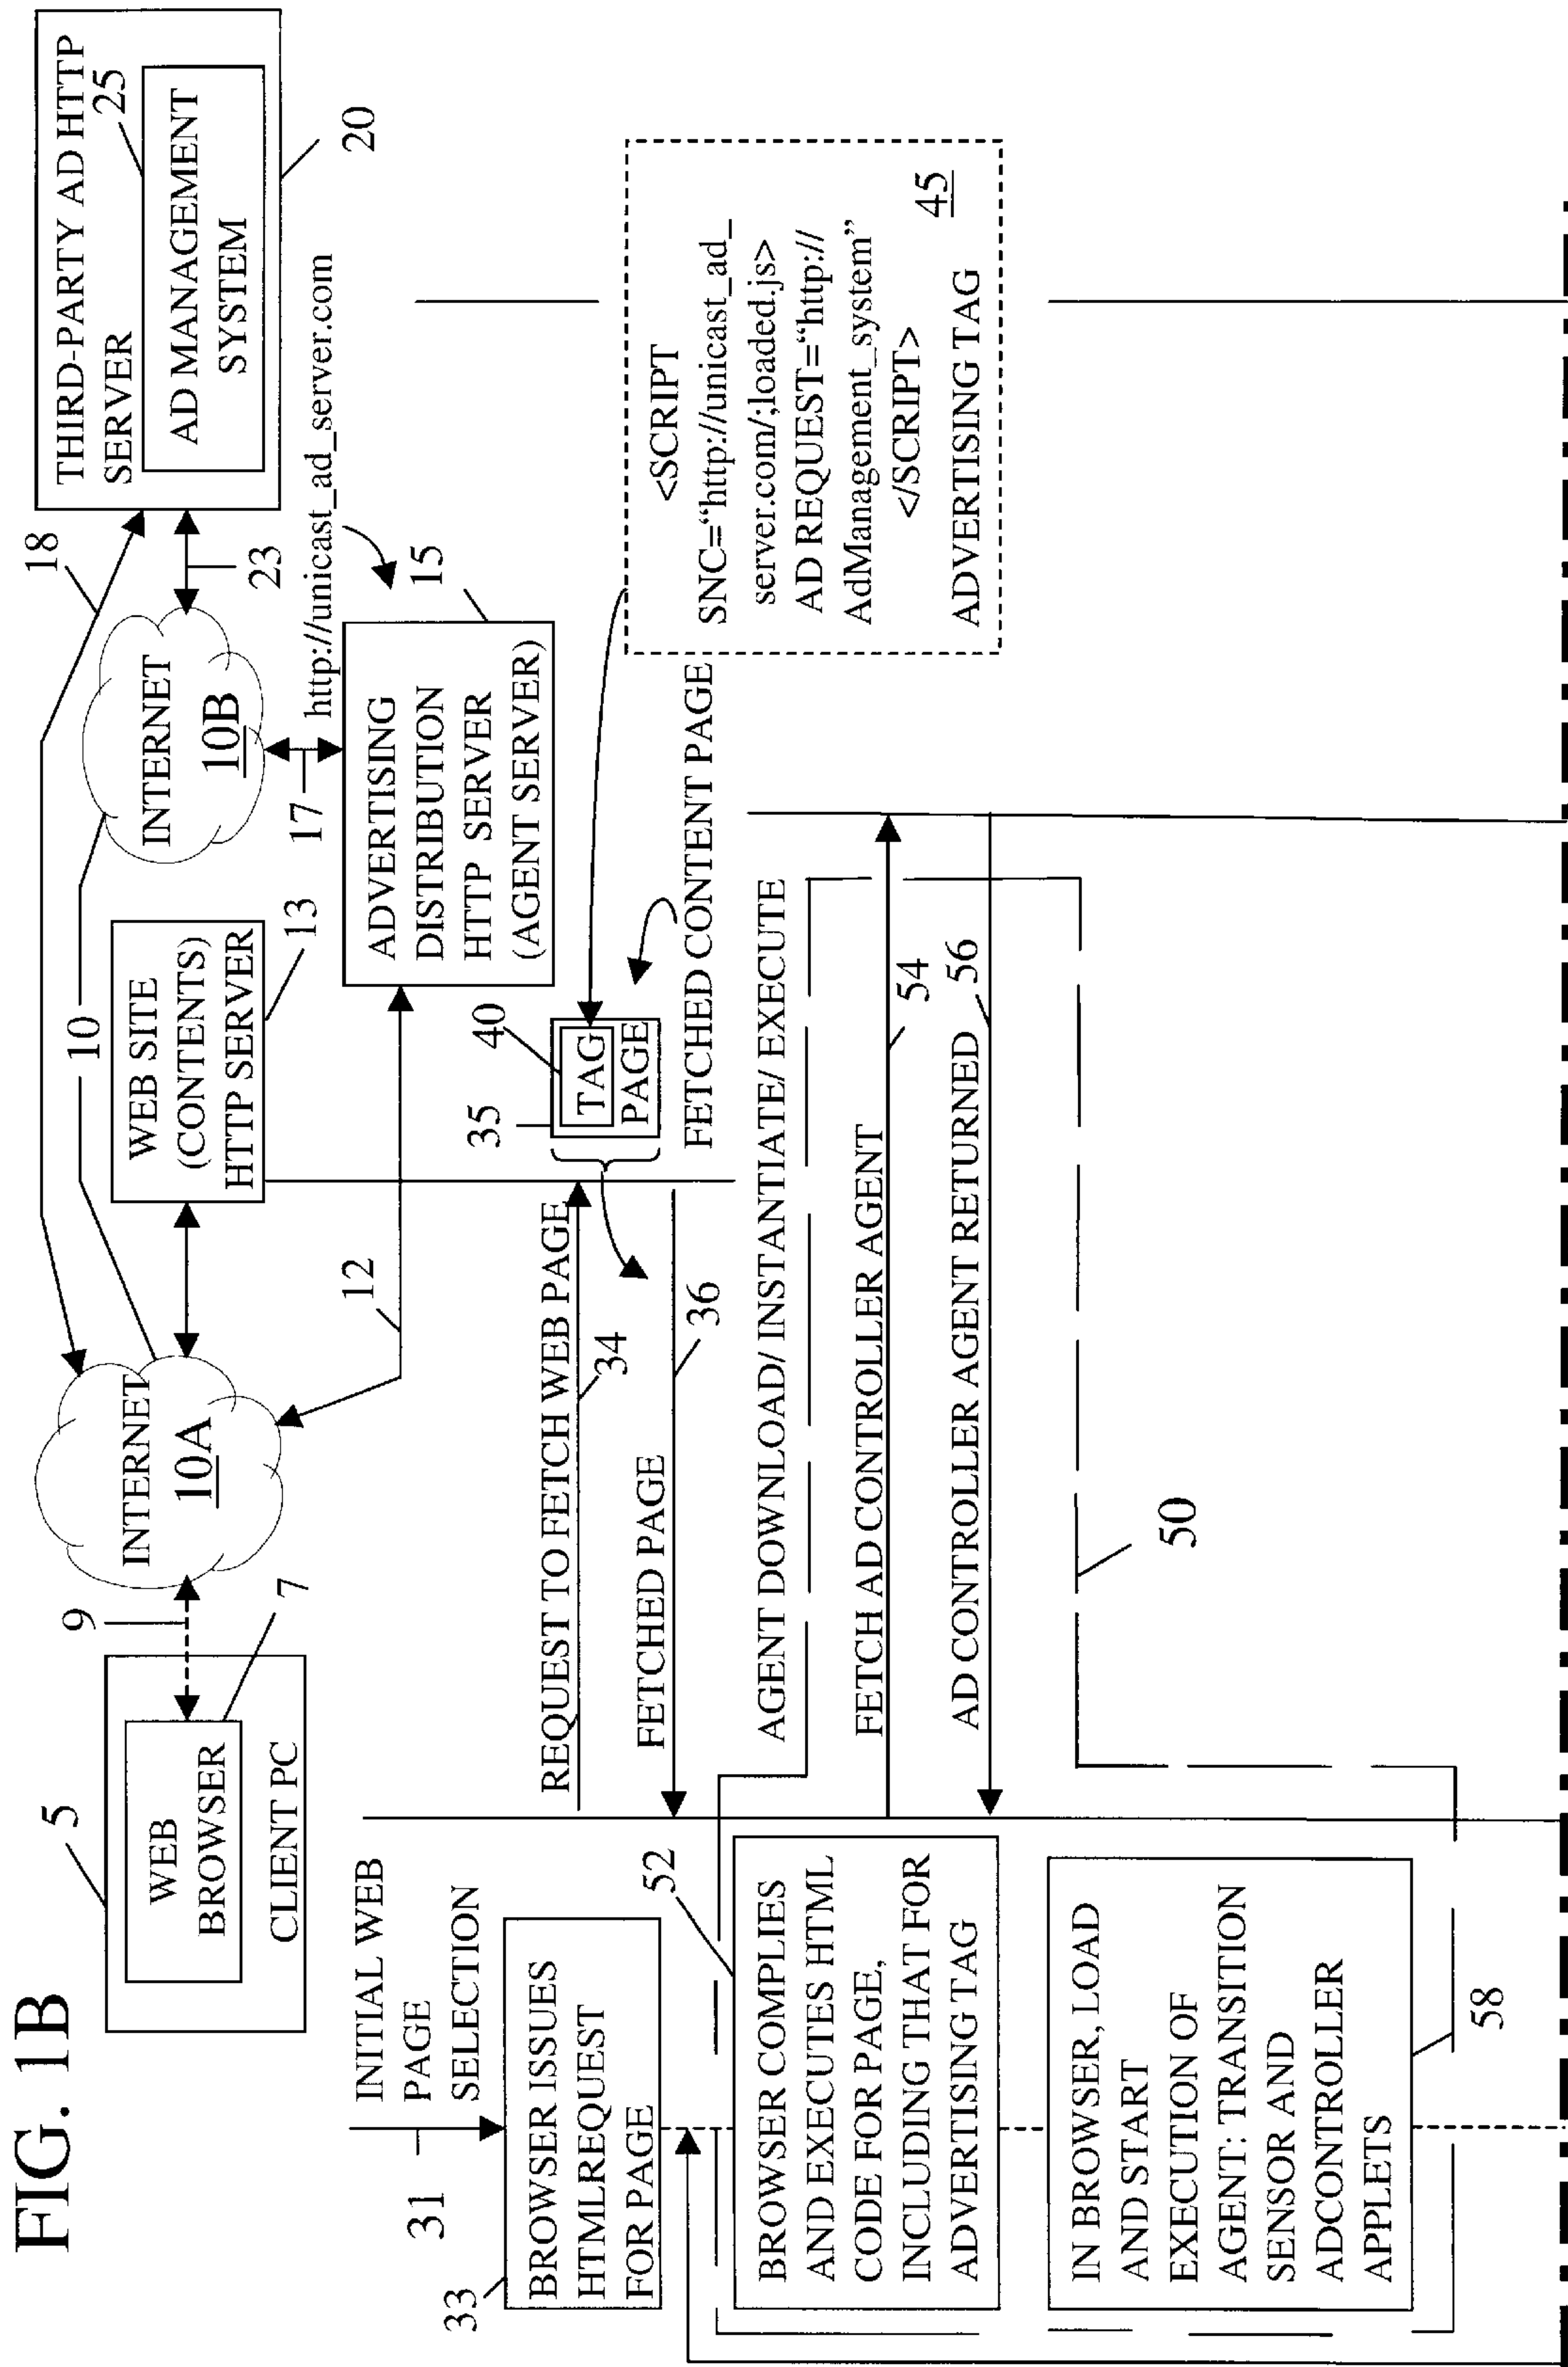 FIG. 1B
5
WEB
BROWSER
CLIENT PC
7
9
INTERNET
10A
10
18
WEB SITE
(CONTENTS)
HTTP SERVER
13
12
INTERNET
10B
17
23
THIRD-PARTY AD HTTP
SERVER
25
AD MANAGEMENT
SYSTEM
20
http://unicast_ad_server.com
15
ADVERTISING
DISTRIBUTION
HTTP SERVER
(AGENT SERVER)
INITIAL WEB
PAGE
SELECTION
31
33
BROWSER ISSUES
HTMLREQUEST
FOR PAGE
REQUEST TO FETCH WEB PAGE
34
35
40
TAG
PAGE
FETCHED CONTENT PAGE
FETCHED PAGE
36
<SCRIPT
SNC=“http://unicast_ad_
server.com/;loaded.js>
AD REQUEST=“http://
AdManagement_system”
</SCRIPT>
45
ADVERTISING TAG
52
BROWSER COMPLIES
AND EXECUTES HTML
CODE FOR PAGE,
INCLUDING THAT FOR
ADVERTISING TAG
AGENT DOWNLOAD/ INSTANTIATE/ EXECUTE
FETCH AD CONTROLLER AGENT
54
AD CONTROLLER AGENT RETURNED
56
50
IN BROWSER, LOAD
AND START
EXECUTION OF
AGENT: TRANSITION
SENSOR AND
ADCONTROLLER
APPLETS
58